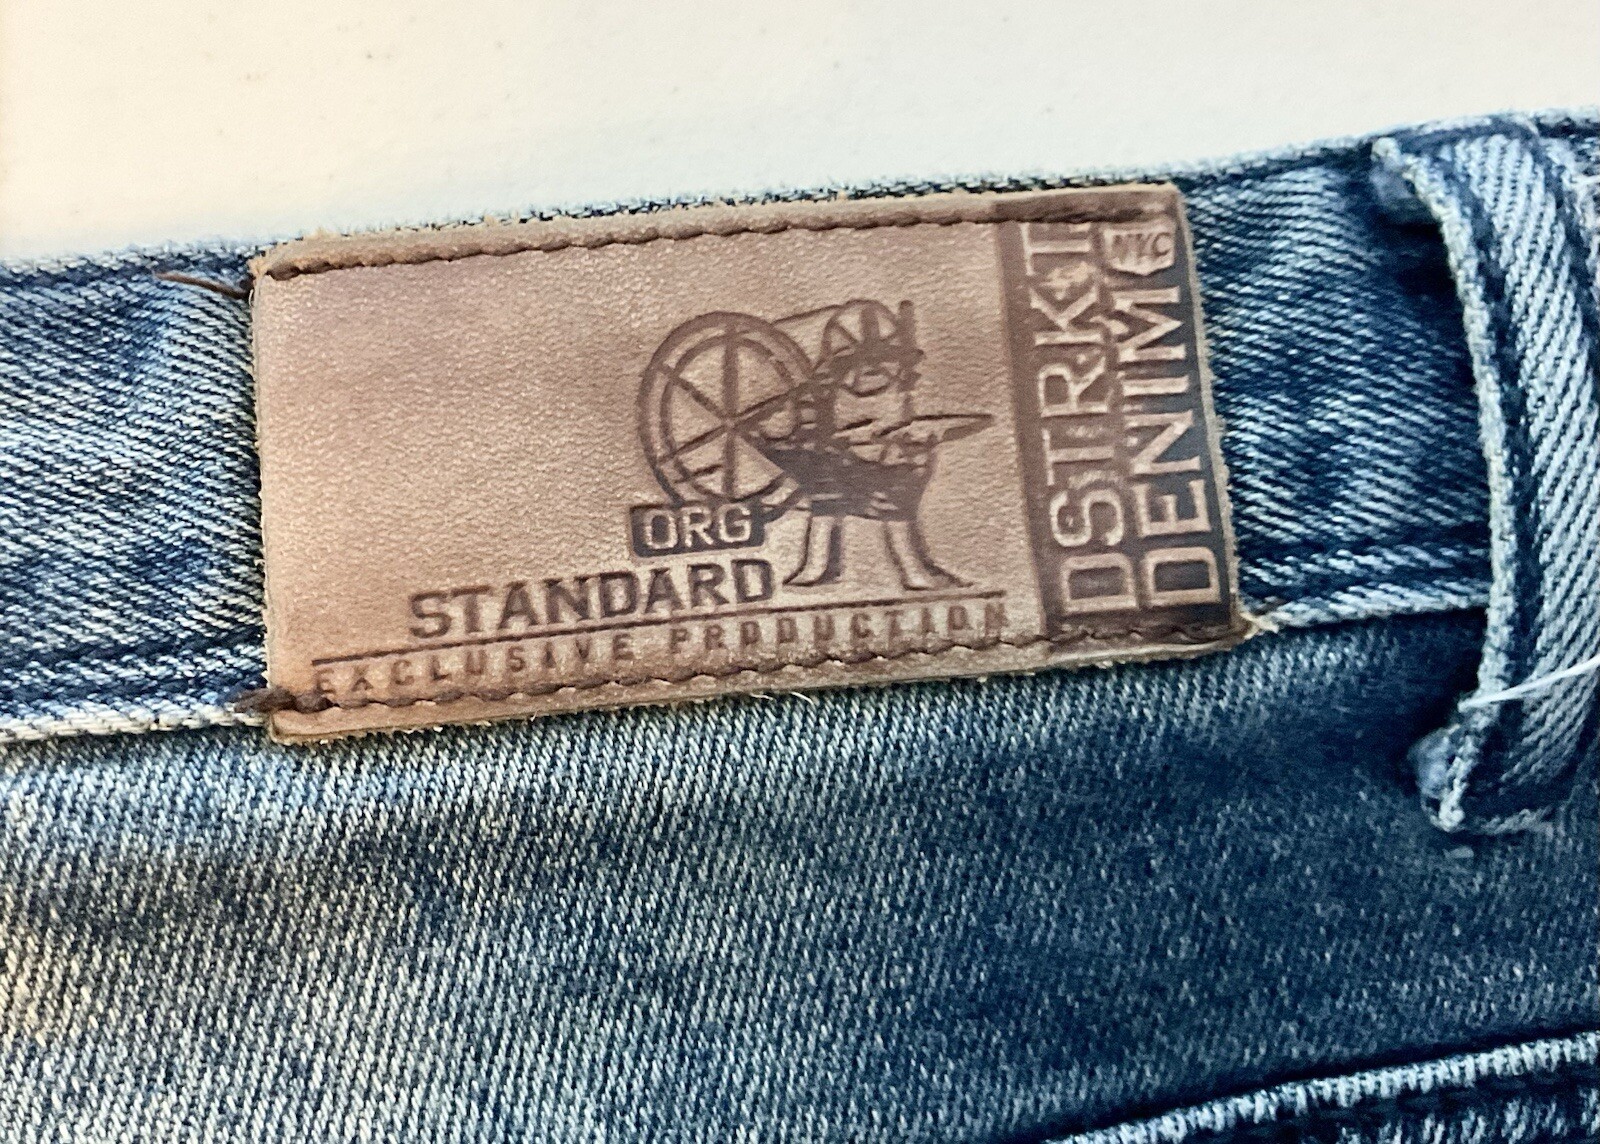 ORG
STANDARD
EXCLUSIVE PRODUCTION
DSTRKT
NYC
DENIM